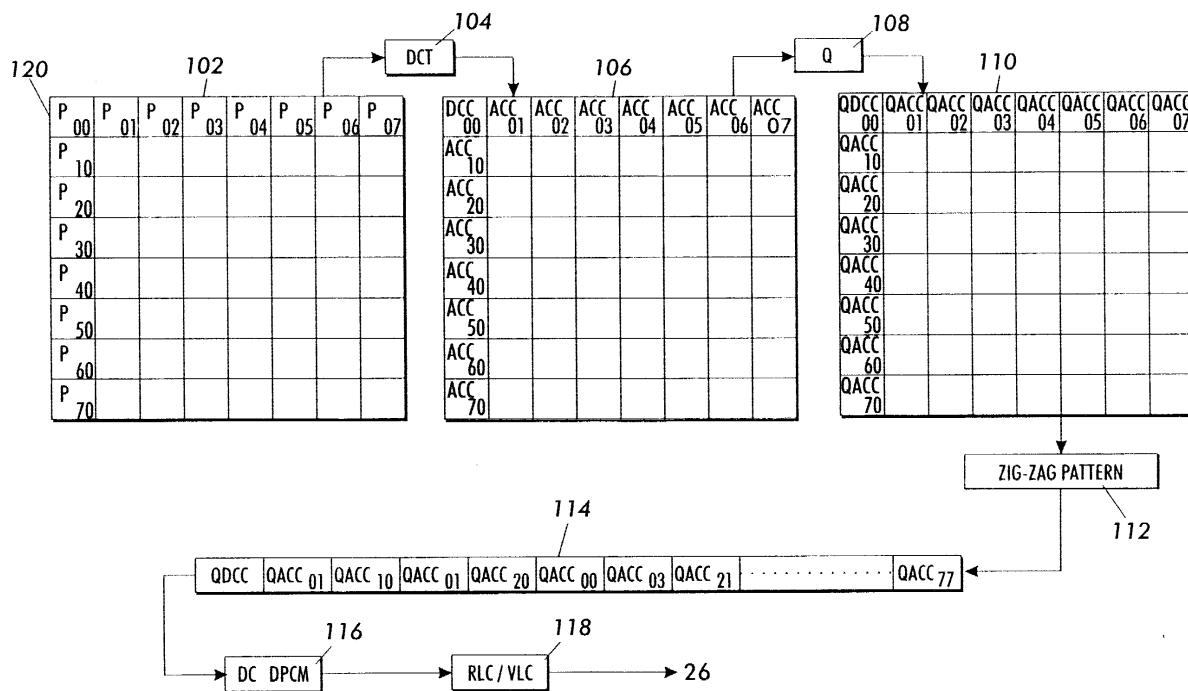 104
DCT
108
Q
120
102
106
110
P 00 P 01 P 02 P 03 P 04 P 05 P 06 P 07
P 10
P 20
P 30
P 40
P 50
P 60
P 70
DCC 00 ACC 01 ACC 02 ACC 03 ACC 04 ACC 05 ACC 06 ACC 07
ACC 10
ACC 20
ACC 30
ACC 40
ACC 50
ACC 60
ACC 70
QDCC 00 QACC 01 QACC 02 QACC 03 QACC 04 QACC 05 QACC 06 QACC 07
QACC 10
QACC 20
QACC 30
QACC 40
QACC 50
QACC 60
QACC 70
ZIG-ZAG PATTERN
112
114
QDCC QACC 01 QACC 10 QACC 01 QACC 20 QACC 00 QACC 03 QACC 21 . . . . . . . . . . . . . QACC 77
116
118
DC DPCM
RLC / VLC
26